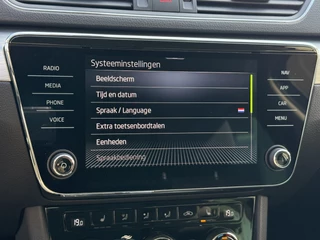 Systeeminstellingen
RADIO
MEDIA
PHONE
VOICE
Beeldscherm
Tijd en datum
Spraak / Language
Extra toetsenbordtalen
Eenheden
Spraakbediening
NAV
APP
CAR
MENU
19.0
19.0